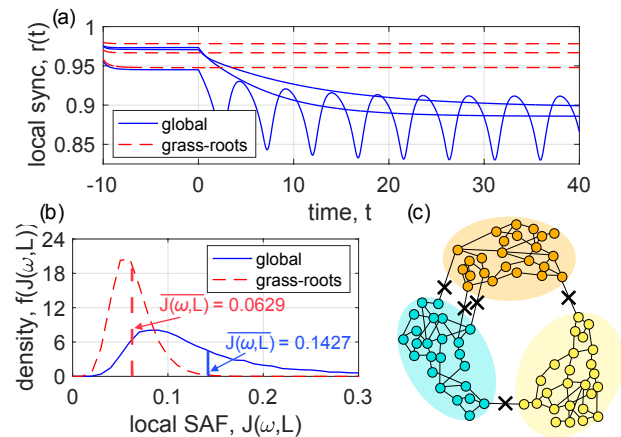 (a)
local sync, r(t)
1
0.95
0.9
0.85
global
grass-roots
-10 0 10 20 30 40
time, t
(b)
(c)
density, f(J(ω,L)}
24
18
12
6
0
global
grass-roots
J(ω,L) = 0.0629
J(ω,L) = 0.1427
0 0.1 0.2 0.3
local SAF, J(ω,L)